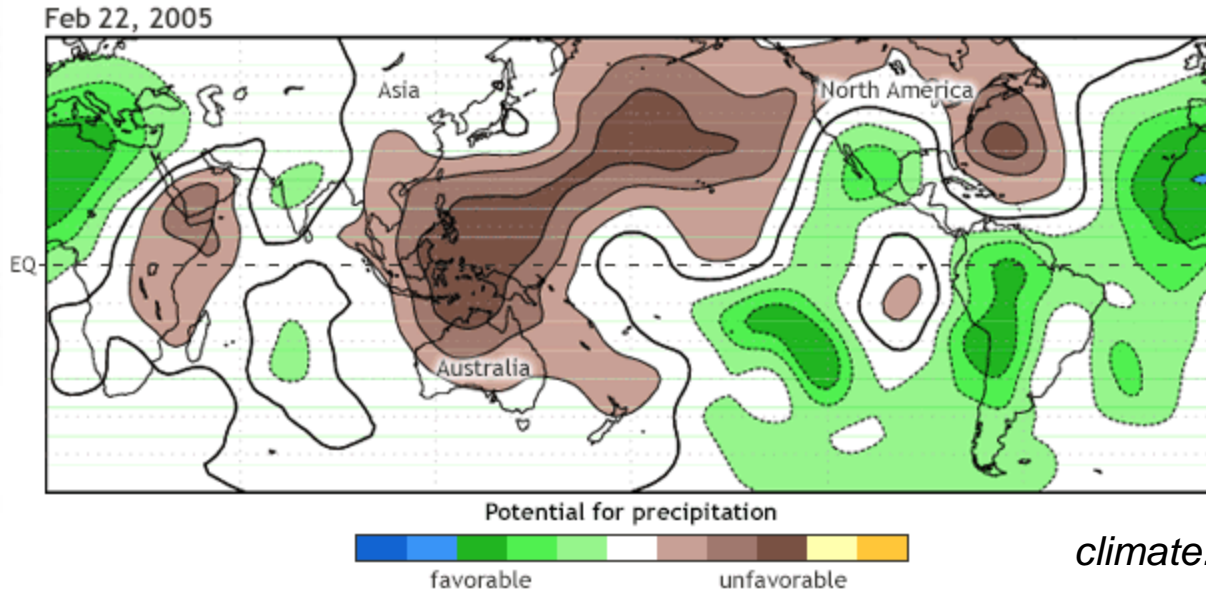 Feb 22, 2005
Asia
North America
EQ
Australia
Potential for precipitation
favorable unfavorable
climate.